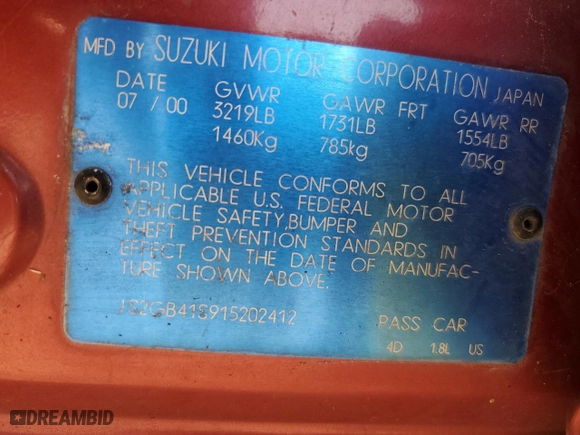 MFD BY SUZUKI MOTOR CORPORATION JAPAN
DATE GVWR GAWR FRT GAWR RR
07 / 00 3219LB 1731LB 1554LB
1460Kg 785kg 705Kg
THIS VEHICLE CONFORMS TO ALL
APPLICABLE U.S. FEDERAL MOTOR
VEHICLE SAFETY,BUMPER AND
THEFT PREVENTION STANDARDS IN
EFFECT ON THE DATE OF MANUFAC-
TURE SHOWN ABOVE.
JS2GB41S915202412 PASS CAR
4D 1.8L US
DREAMBID